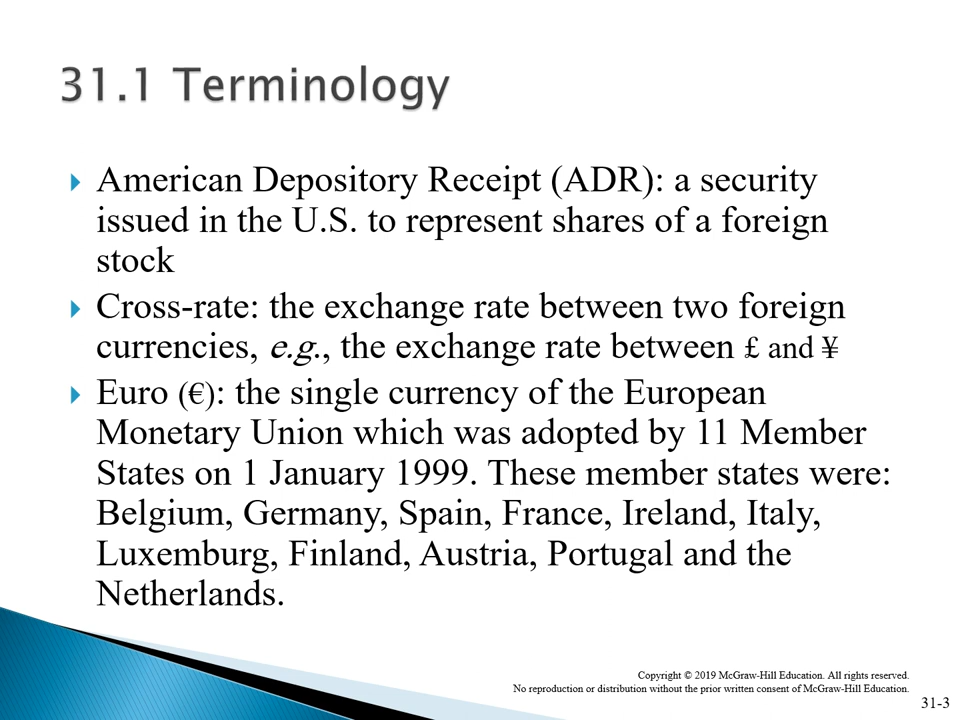 31.1 Terminology
American Depository Receipt (ADR): a security
issued in the U.S. to represent shares of a foreign
stock
Cross-rate: the exchange rate between two foreign
currencies, e.g., the exchange rate between £ and ¥
Euro (€): the single currency of the European
Monetary Union which was adopted by 11 Member
States on 1 January 1999. These member states were:
Belgium, Germany, Spain, France, Ireland, Italy,
Luxemburg, Finland, Austria, Portugal and the
Netherlands.
Copyright © 2019 McGraw-Hill Education. All rights reserved.
No reproduction or distribution without the prior written consent of McGraw-Hill Education.
31-3